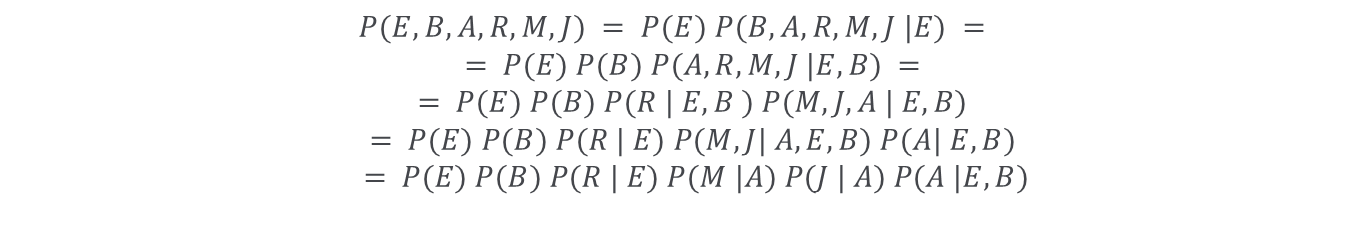 P(E, B, A, R, M, J) = P(E) P(B, A, R, M, J |E) =
= P(E) P(B) P(A, R, M, J |E, B) =
= P(E) P(B) P(R | E, B ) P(M, J, A | E, B)
= P(E) P(B) P(R | E) P(M, J| A, E, B) P(A| E, B)
= P(E) P(B) P(R | E) P(M |A) P(J | A) P(A |E, B)